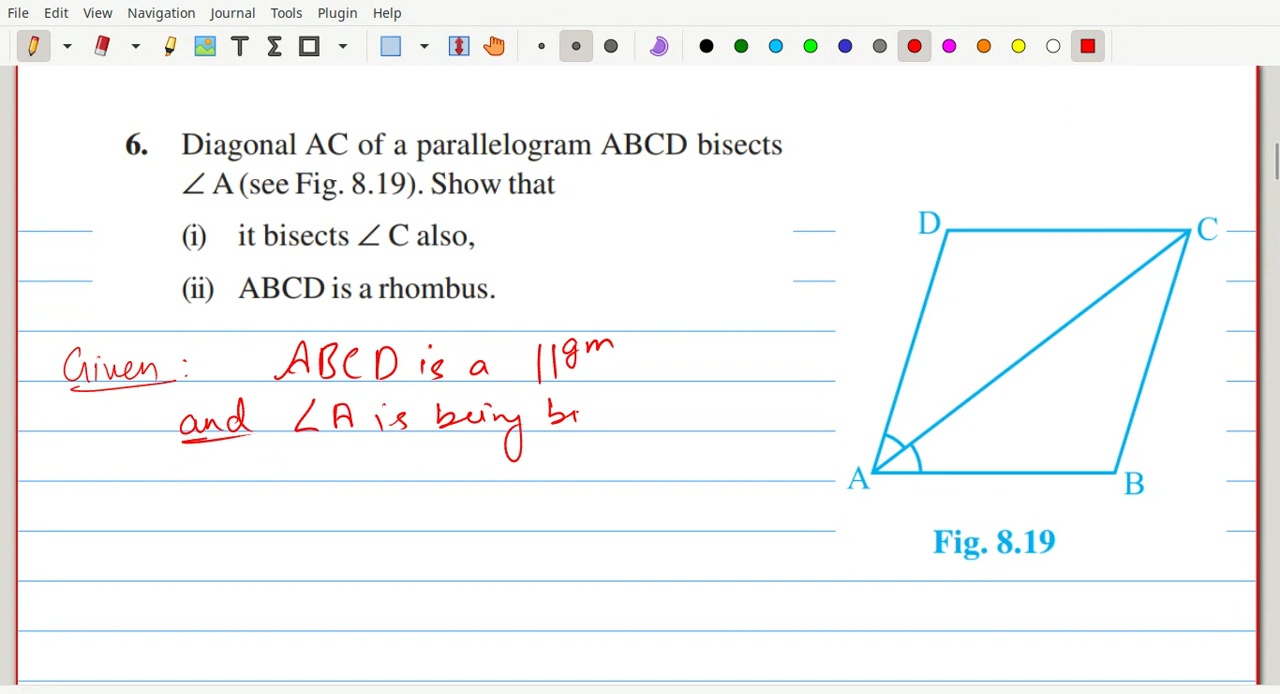 File Edit View Navigation Journal Tools Plugin Help
6. Diagonal AC of a parallelogram ABCD bisects
∠ A (see Fig. 8.19). Show that
(i) it bisects ∠ C also,
(ii) ABCD is a rhombus.
Given: ABCD is a ||gm
and ∠A is being
D
C
A
B
Fig. 8.19